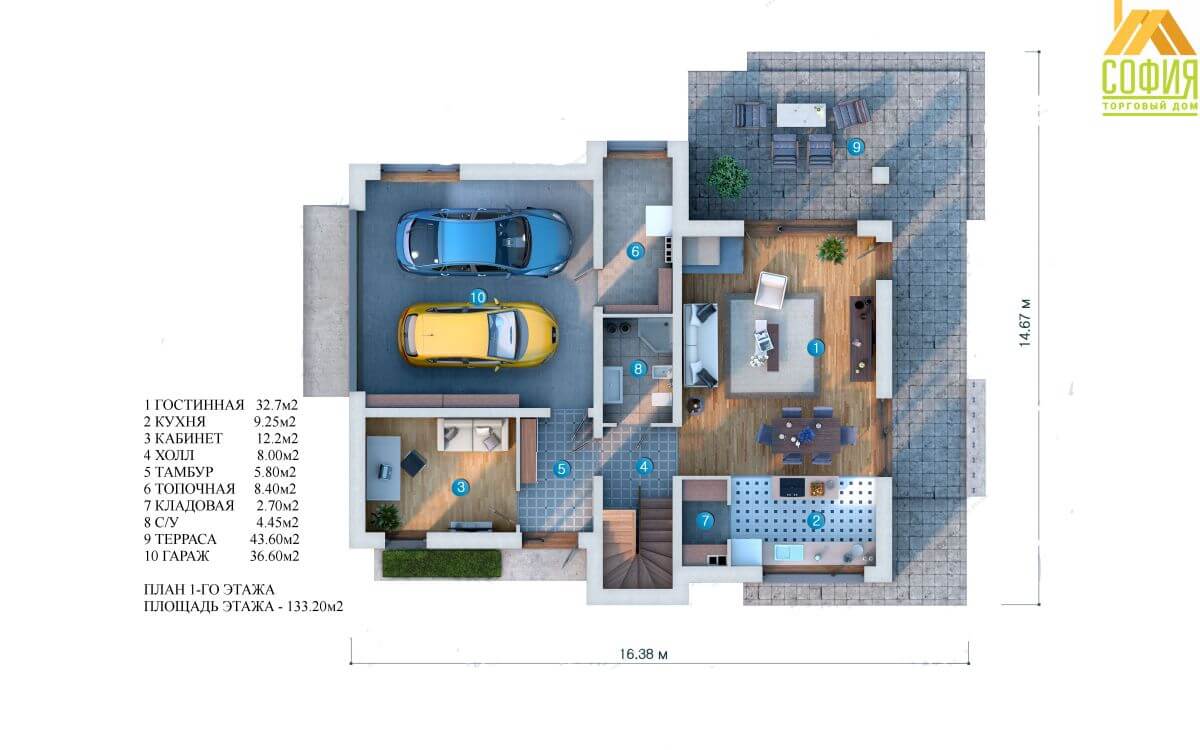 СОФИЯ
ТОРГОВЫЙ ДОМ
9
14.67 м
6
10
1
8
1 ГОСТИННАЯ 32.7м2
2 КУХНЯ 9.25м2
3 КАБИНЕТ 12.2м2
4 ХОЛЛ 8.00м2
5 ТАМБУР 5.80м2
6 ТОПОЧНАЯ 8.40м2
7 КЛАДОВАЯ 2.70м2
8 С/У 4.45м2
9 ТЕРРАСА 43.60м2
10 ГАРАЖ 36.60м2
5
4
3
7
2
ПЛАН 1-ГО ЭТАЖА
ПЛОЩАДЬ ЭТАЖА - 133.20м2
16.38 м